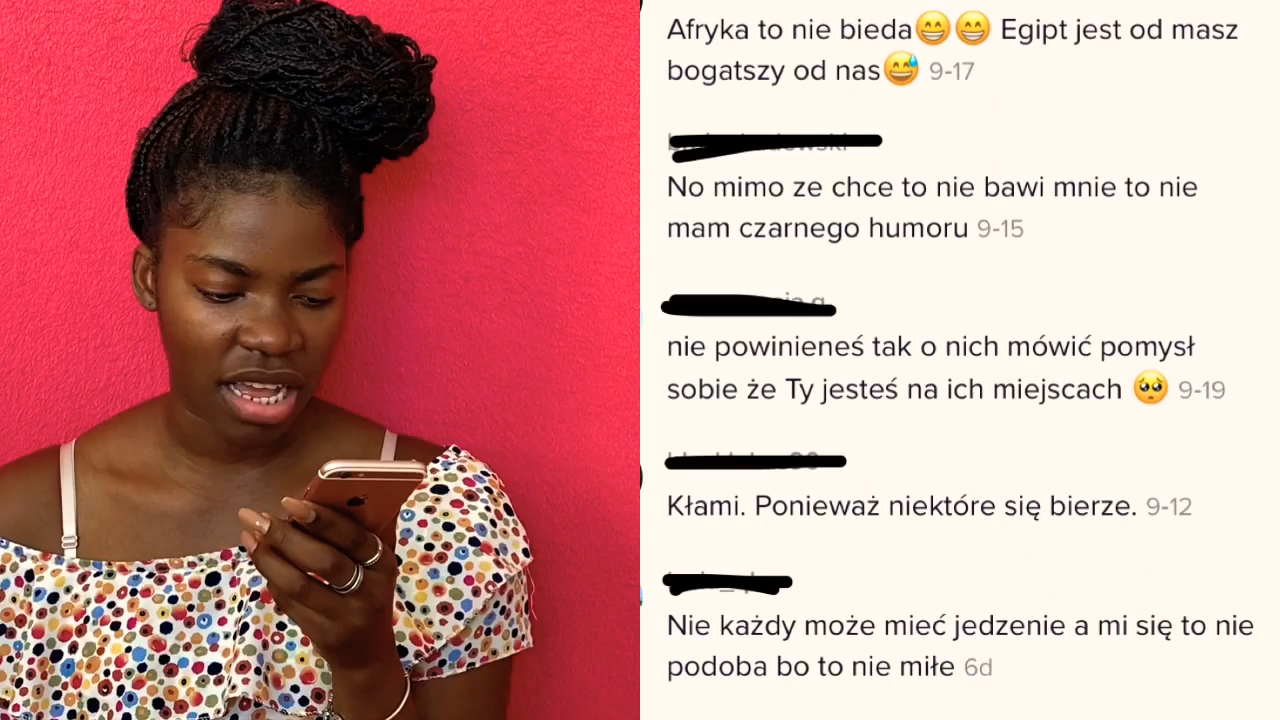 Afryka to nie bieda😁😁 Egipt jest od masz
bogatszy od nas😅 9-17
No mimo ze chce to nie bawi mnie to nie
mam czarnego humoru 9-15
nie powinieneś tak o nich mówić pomysł
sobie że Ty jesteś na ich miejscach 🥺 9-19
Kłami. Ponieważ niektóre się bierze. 9-12
Nie każdy może mieć jedzenie a mi się to nie
podoba bo to nie miłe 6d